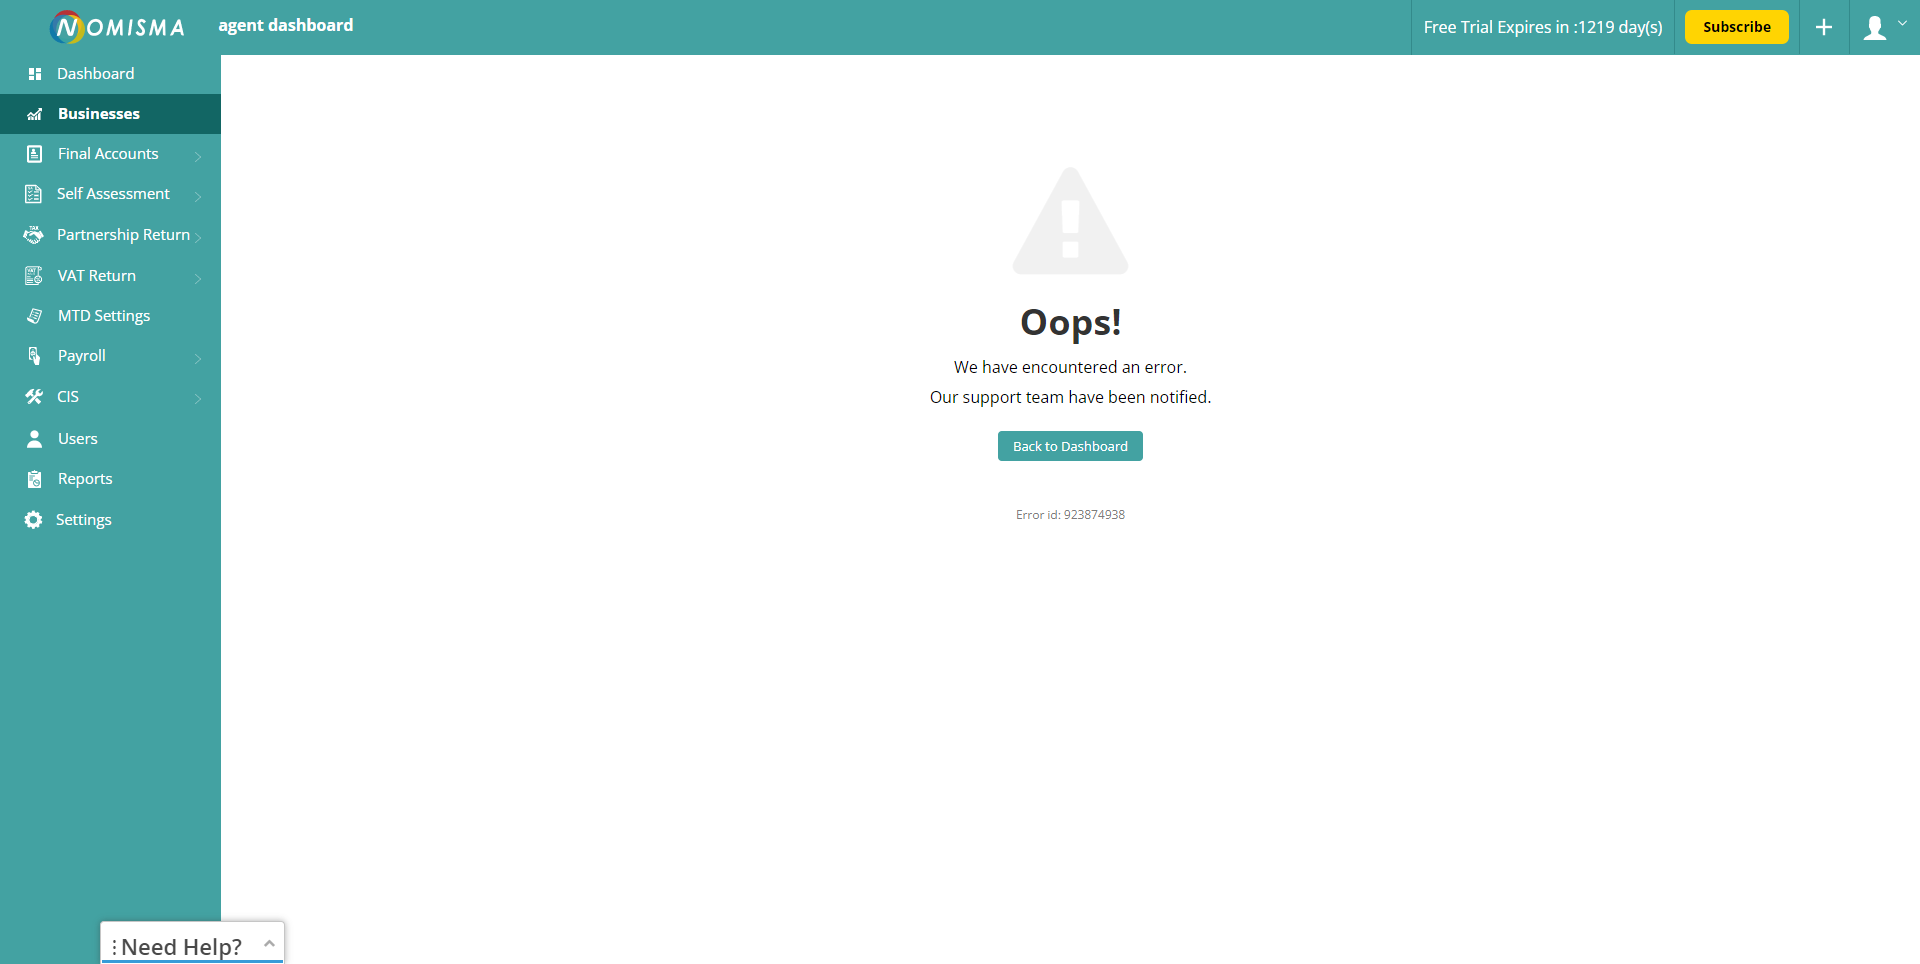 NOMISMA
agent dashboard
Free Trial Expires in :1219 day(s)
Subscribe
Dashboard
Businesses
Final Accounts
Self Assessment
Partnership Return
VAT Return
MTD Settings
Payroll
CIS
Users
Reports
Settings
Oops!
We have encountered an error.
Our support team have been notified.
Back to Dashboard
Error id: 923874938
Need Help?